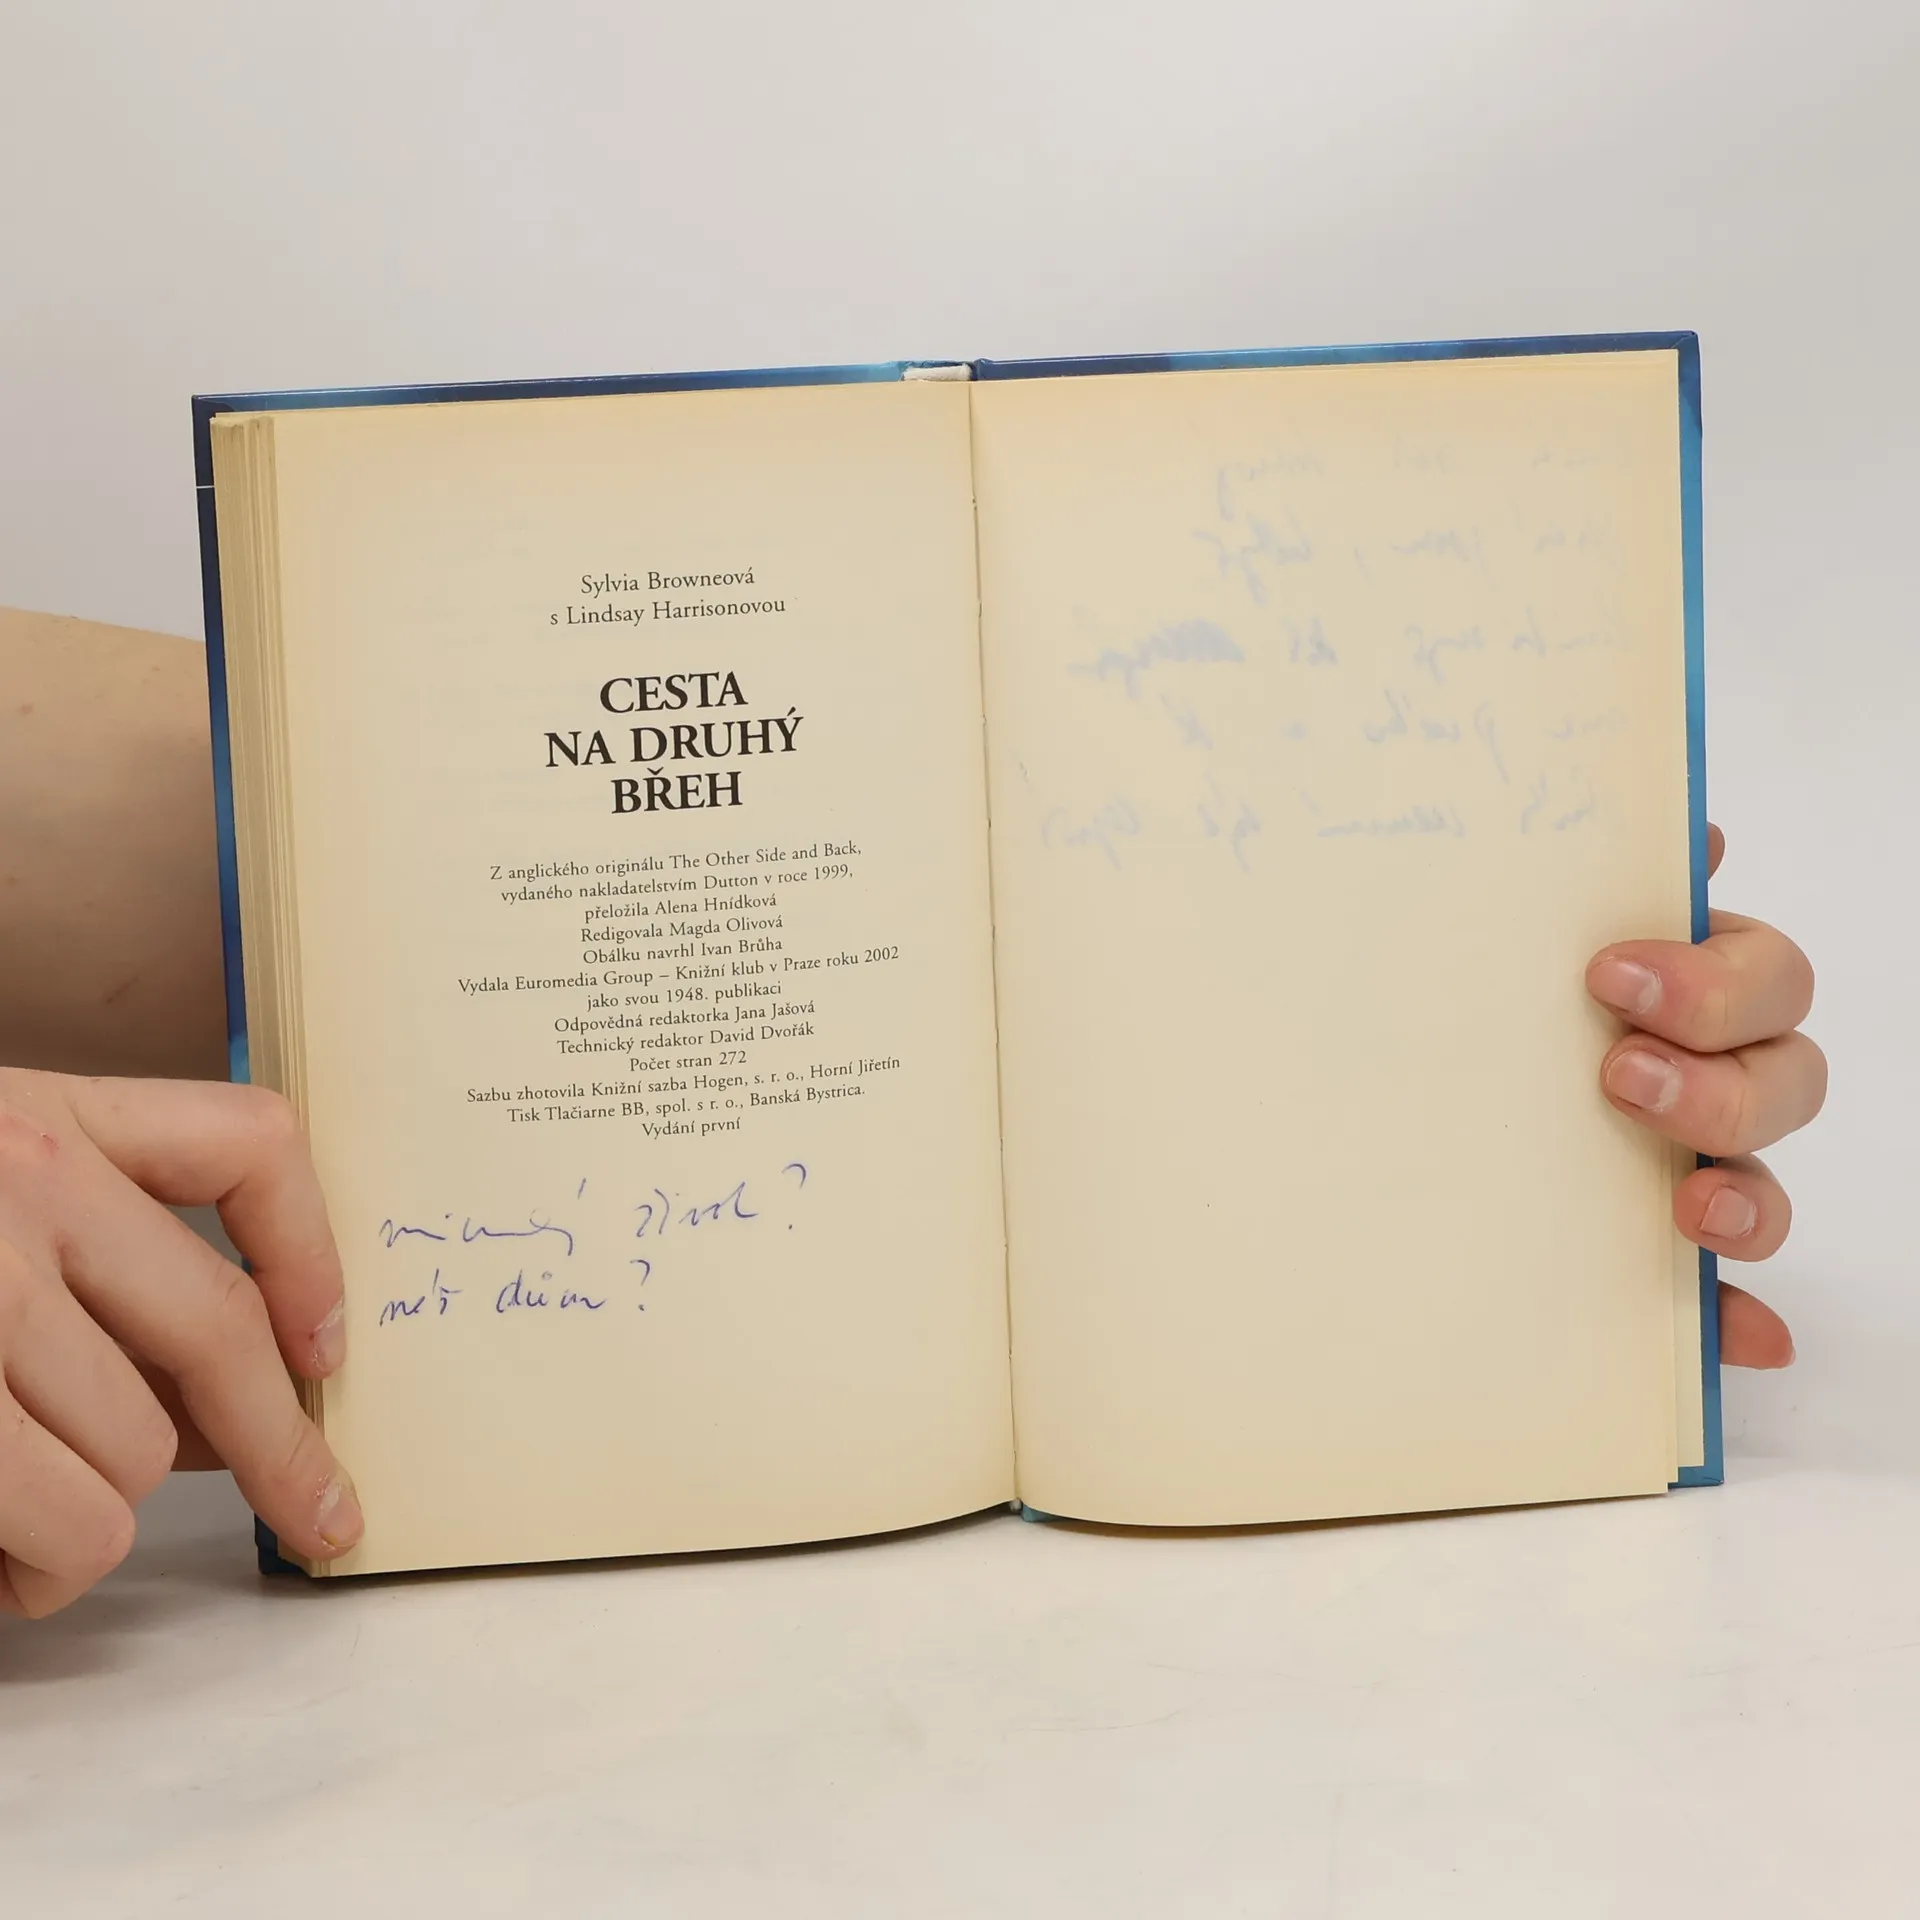 Sylvia Browneová
s Lindsay Harrisonovou
CESTA
NA DRUHÝ
BŘEH
Z anglického originálu The Other Side and Back,
vydaného nakladatelstvím Dutton v roce 1999,
přeložila Alena Hnídková
Redigovala Magda Olivová
Obálku navrhl Ivan Brůha
Vydala Euromedia Group – Knižní klub v Praze roku 2002
jako svou 1948. publikaci
Odpovědná redaktorka Jana Jašová
Technický redaktor David Dvořák
Počet stran 272
Sazbu zhotovila Knižní sazba Hogen, s. r. o., Horní Jiřetín
Tisk Tlačiarne BB, spol. s r. o., Banská Bystrica.
Vydání první
minulý život?
náš dům?